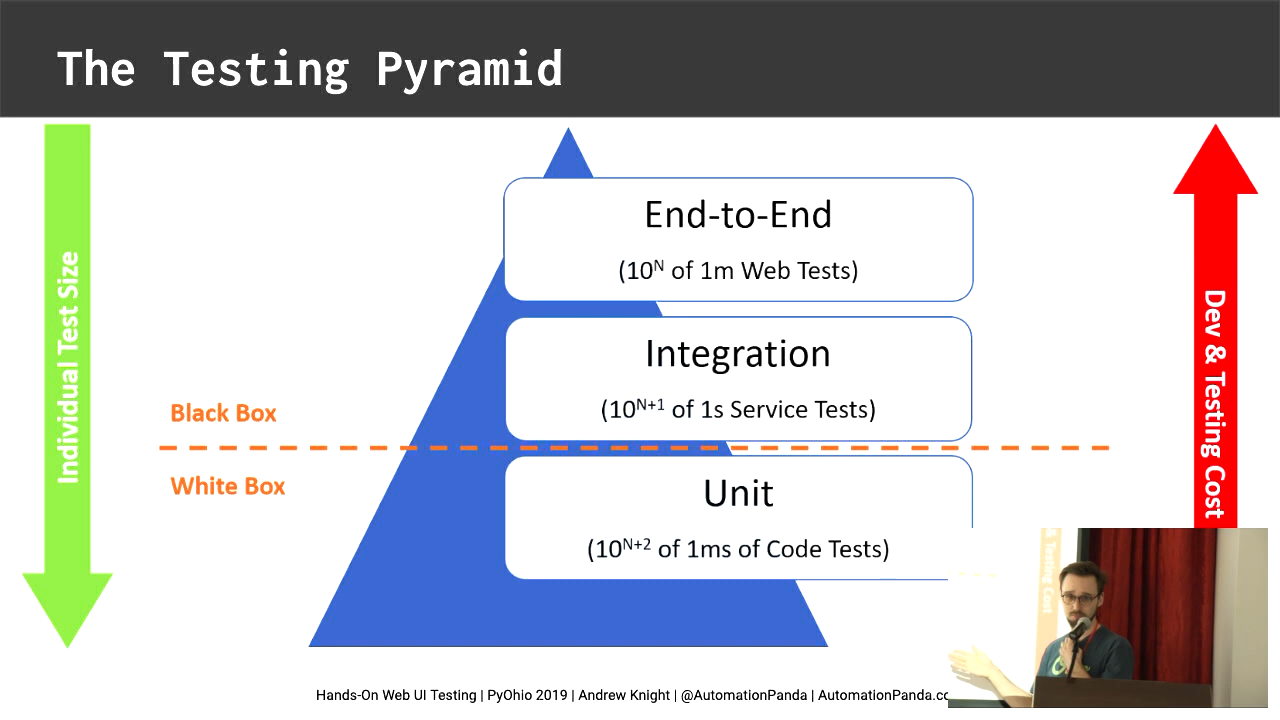 The Testing Pyramid
Individual Test Size
End-to-End
(10ᴺ of 1m Web Tests)
Integration
(10ᴺ⁺¹ of 1s Service Tests)
Black Box
White Box
Unit
(10ᴺ⁺² of 1ms of Code Tests)
Dev & Testing Cost
& Testing Cost
Hands-On Web UI Testing | PyOhio 2019 | Andrew Knight | @AutomationPanda | AutomationPanda.co